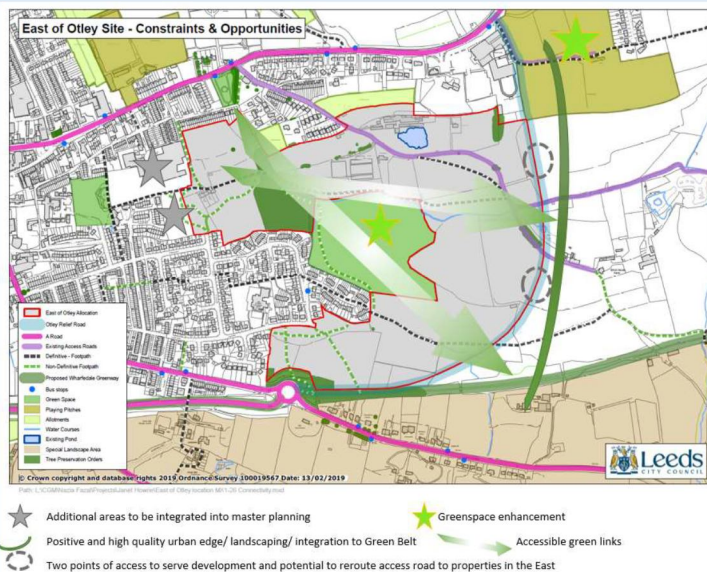 East of Otley Site - Constraints & Opportunities
East of Otley Allocation
Otley Relief Road
A Road
Existing Access Roads
Definitive - Footpath
Non-Definitive Footpath
Proposed Wharfedale Greenway
Bus stops
Green Space
Playing Pitches
Allotments
Water Courses
Existing Pond
Special Landscape Area
Tree Preservation Orders
Leeds
CITY COUNCIL
© Crown copyright and database rights 2019 Ordnance Survey 100019567 Date: 13/02/2019
Additional areas to be integrated into master planning
Greenspace enhancement
Positive and high quality urban edge/ landscaping/ integration to Green Belt
Accessible green links
Two points of access to serve development and potential to reroute access road to properties in the East